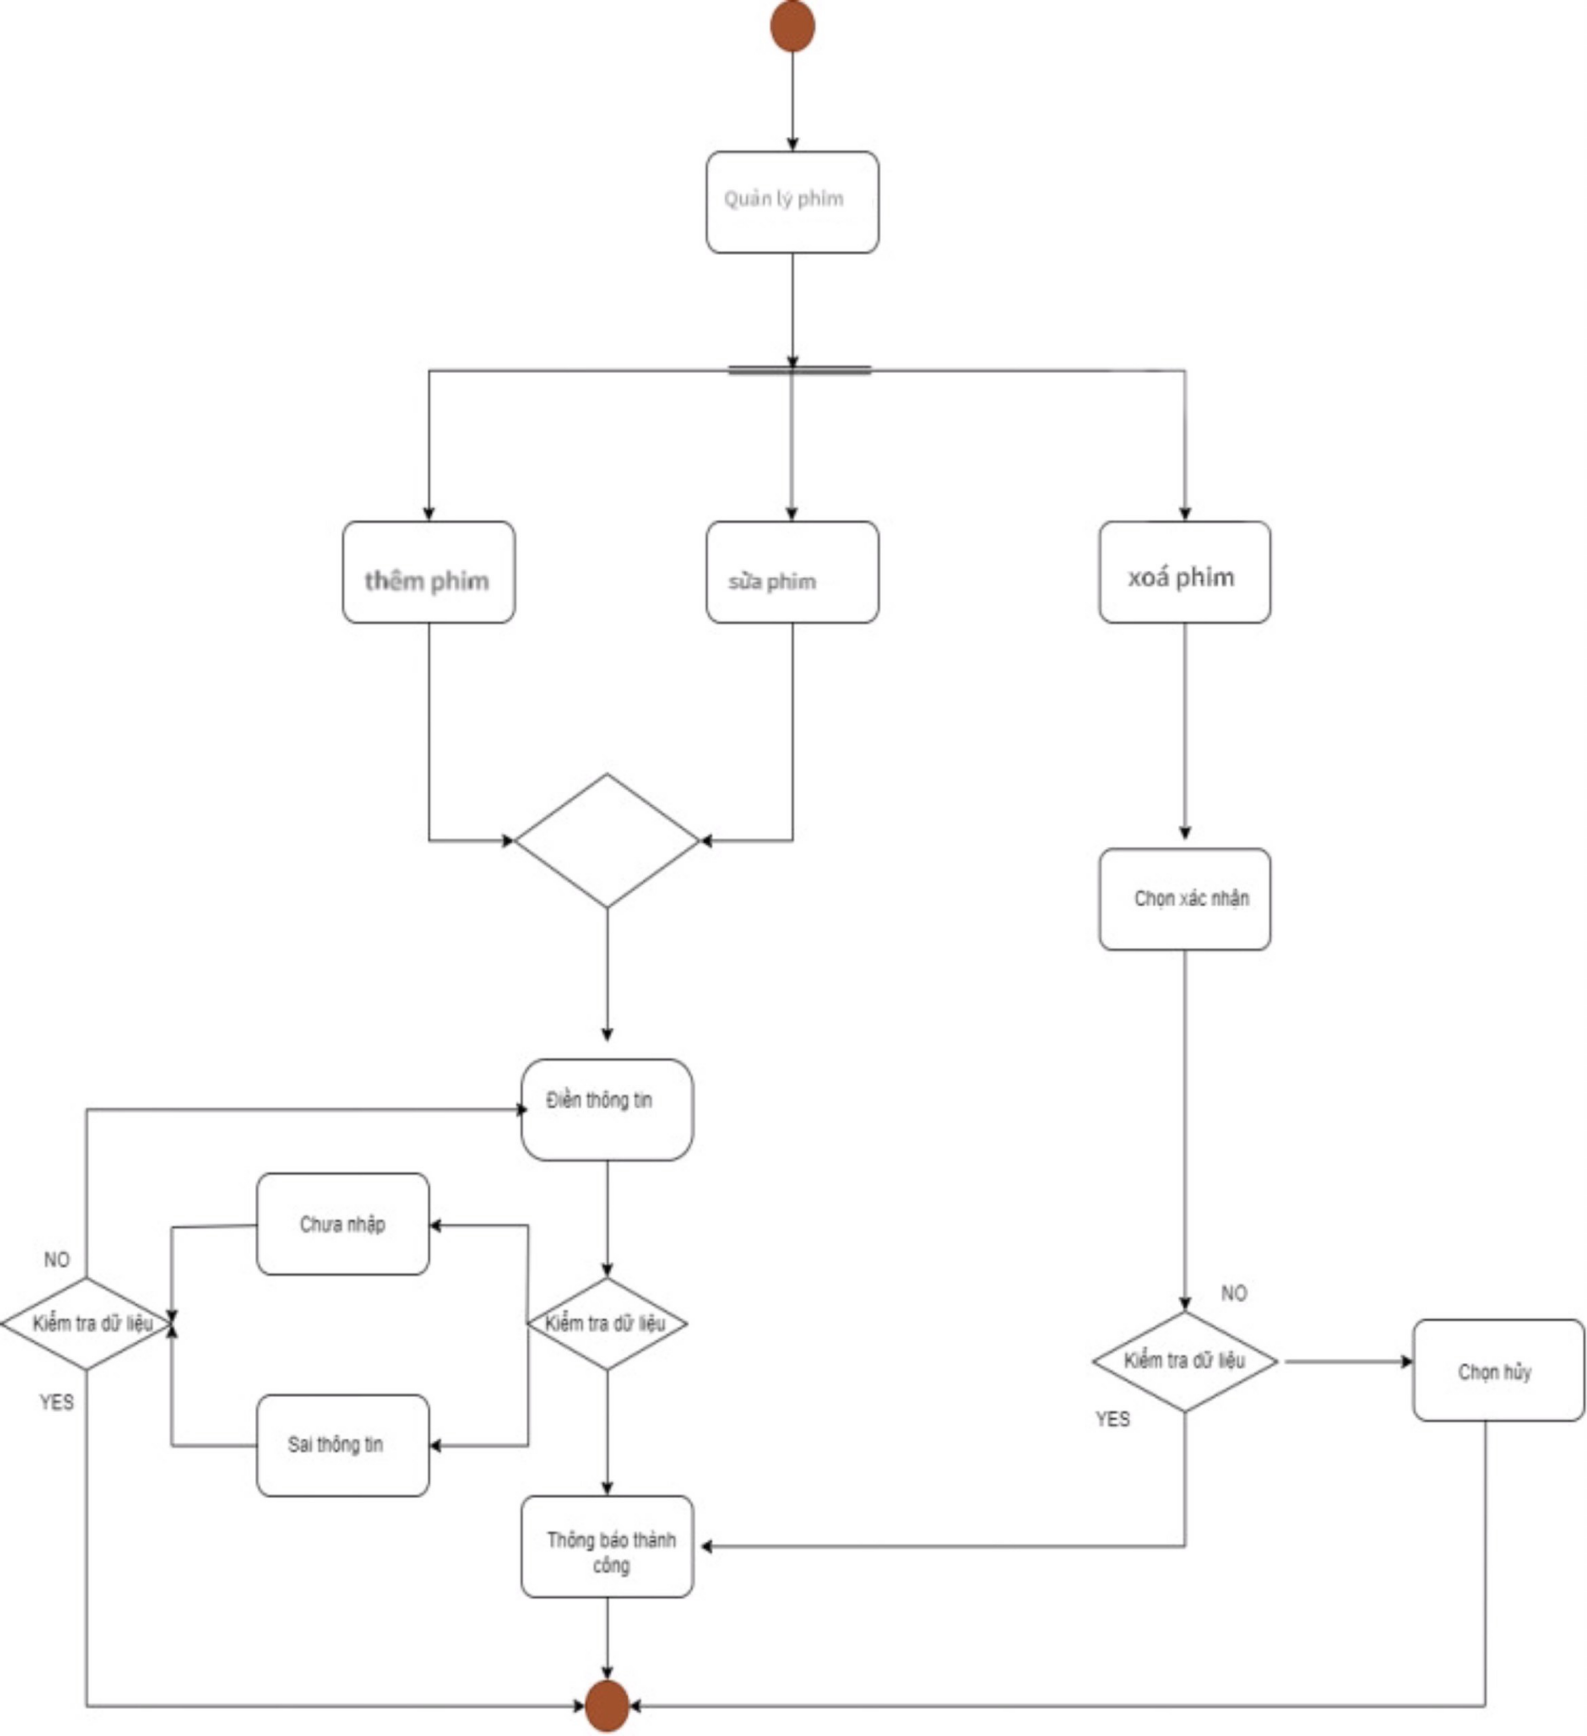 Quản lý phim
thêm phim
sửa phim
xoá phim
Chọn xác nhận
Điền thông tin
Chưa nhập
NO
Kiểm tra dữ liệu
Kiểm tra dữ liệu
NO
Kiểm tra dữ liệu
Chọn hủy
YES
YES
Sai thông tin
Thông báo thành
công